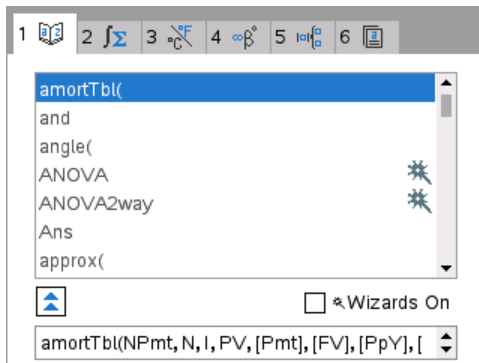 1 2 ∫Σ 3 °C°F 4 ∞β° 5 6
amortTbl(
and
angle(
ANOVA
ANOVA2way
Ans
approx(
Wizards On
amortTbl(NPmt, N, I, PV, [Pmt], [FV], [PpY], [